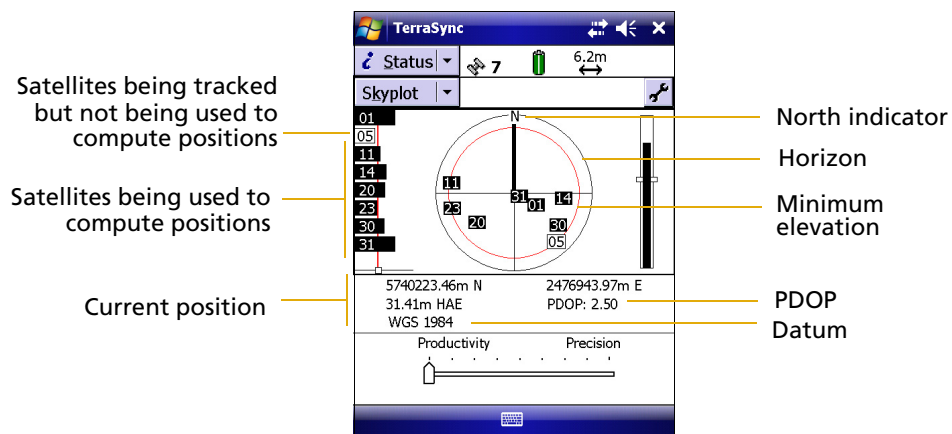 TerraSync
Status
7
6.2m
Skyplot
Satellites being tracked
but not being used to
compute positions
Satellites being used to
compute positions
Current position
01
05
11
14
20
23
30
31
N
11
23
20
31
01
14
30
05
North indicator
Horizon
Minimum
elevation
PDOP
Datum
5740223.46m N 2476943.97m E
31.41m HAE PDOP: 2.50
WGS 1984
Productivity Precision